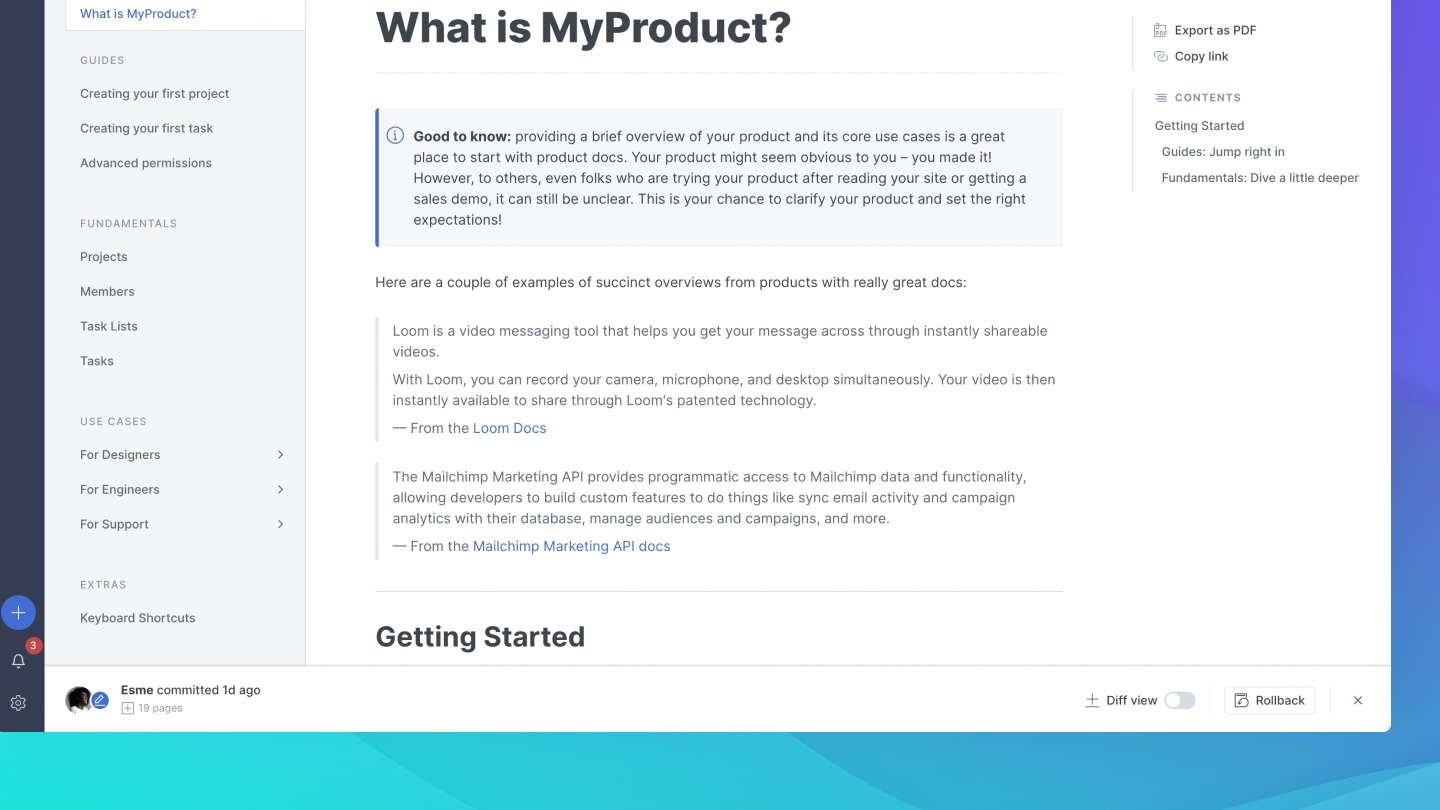 What is MyProduct?
GUIDES
Creating your first project
Creating your first task
Advanced permissions
FUNDAMENTALS
Projects
Members
Task Lists
Tasks
USE CASES
For Designers
For Engineers
For Support
EXTRAS
Keyboard Shortcuts
3
What is MyProduct?
Good to know: providing a brief overview of your product and its core use cases is a great
place to start with product docs. Your product might seem obvious to you – you made it!
However, to others, even folks who are trying your product after reading your site or getting a
sales demo, it can still be unclear. This is your chance to clarify your product and set the right
expectations!
Here are a couple of examples of succinct overviews from products with really great docs:
Loom is a video messaging tool that helps you get your message across through instantly shareable
videos.
With Loom, you can record your camera, microphone, and desktop simultaneously. Your video is then
instantly available to share through Loom's patented technology.
— From the Loom Docs
The Mailchimp Marketing API provides programmatic access to Mailchimp data and functionality,
allowing developers to build custom features to do things like sync email activity and campaign
analytics with their database, manage audiences and campaigns, and more.
— From the Mailchimp Marketing API docs
Getting Started
Export as PDF
Copy link
CONTENTS
Getting Started
Guides: Jump right in
Fundamentals: Dive a little deeper
Esme committed 1d ago
19 pages
Diff view
Rollback